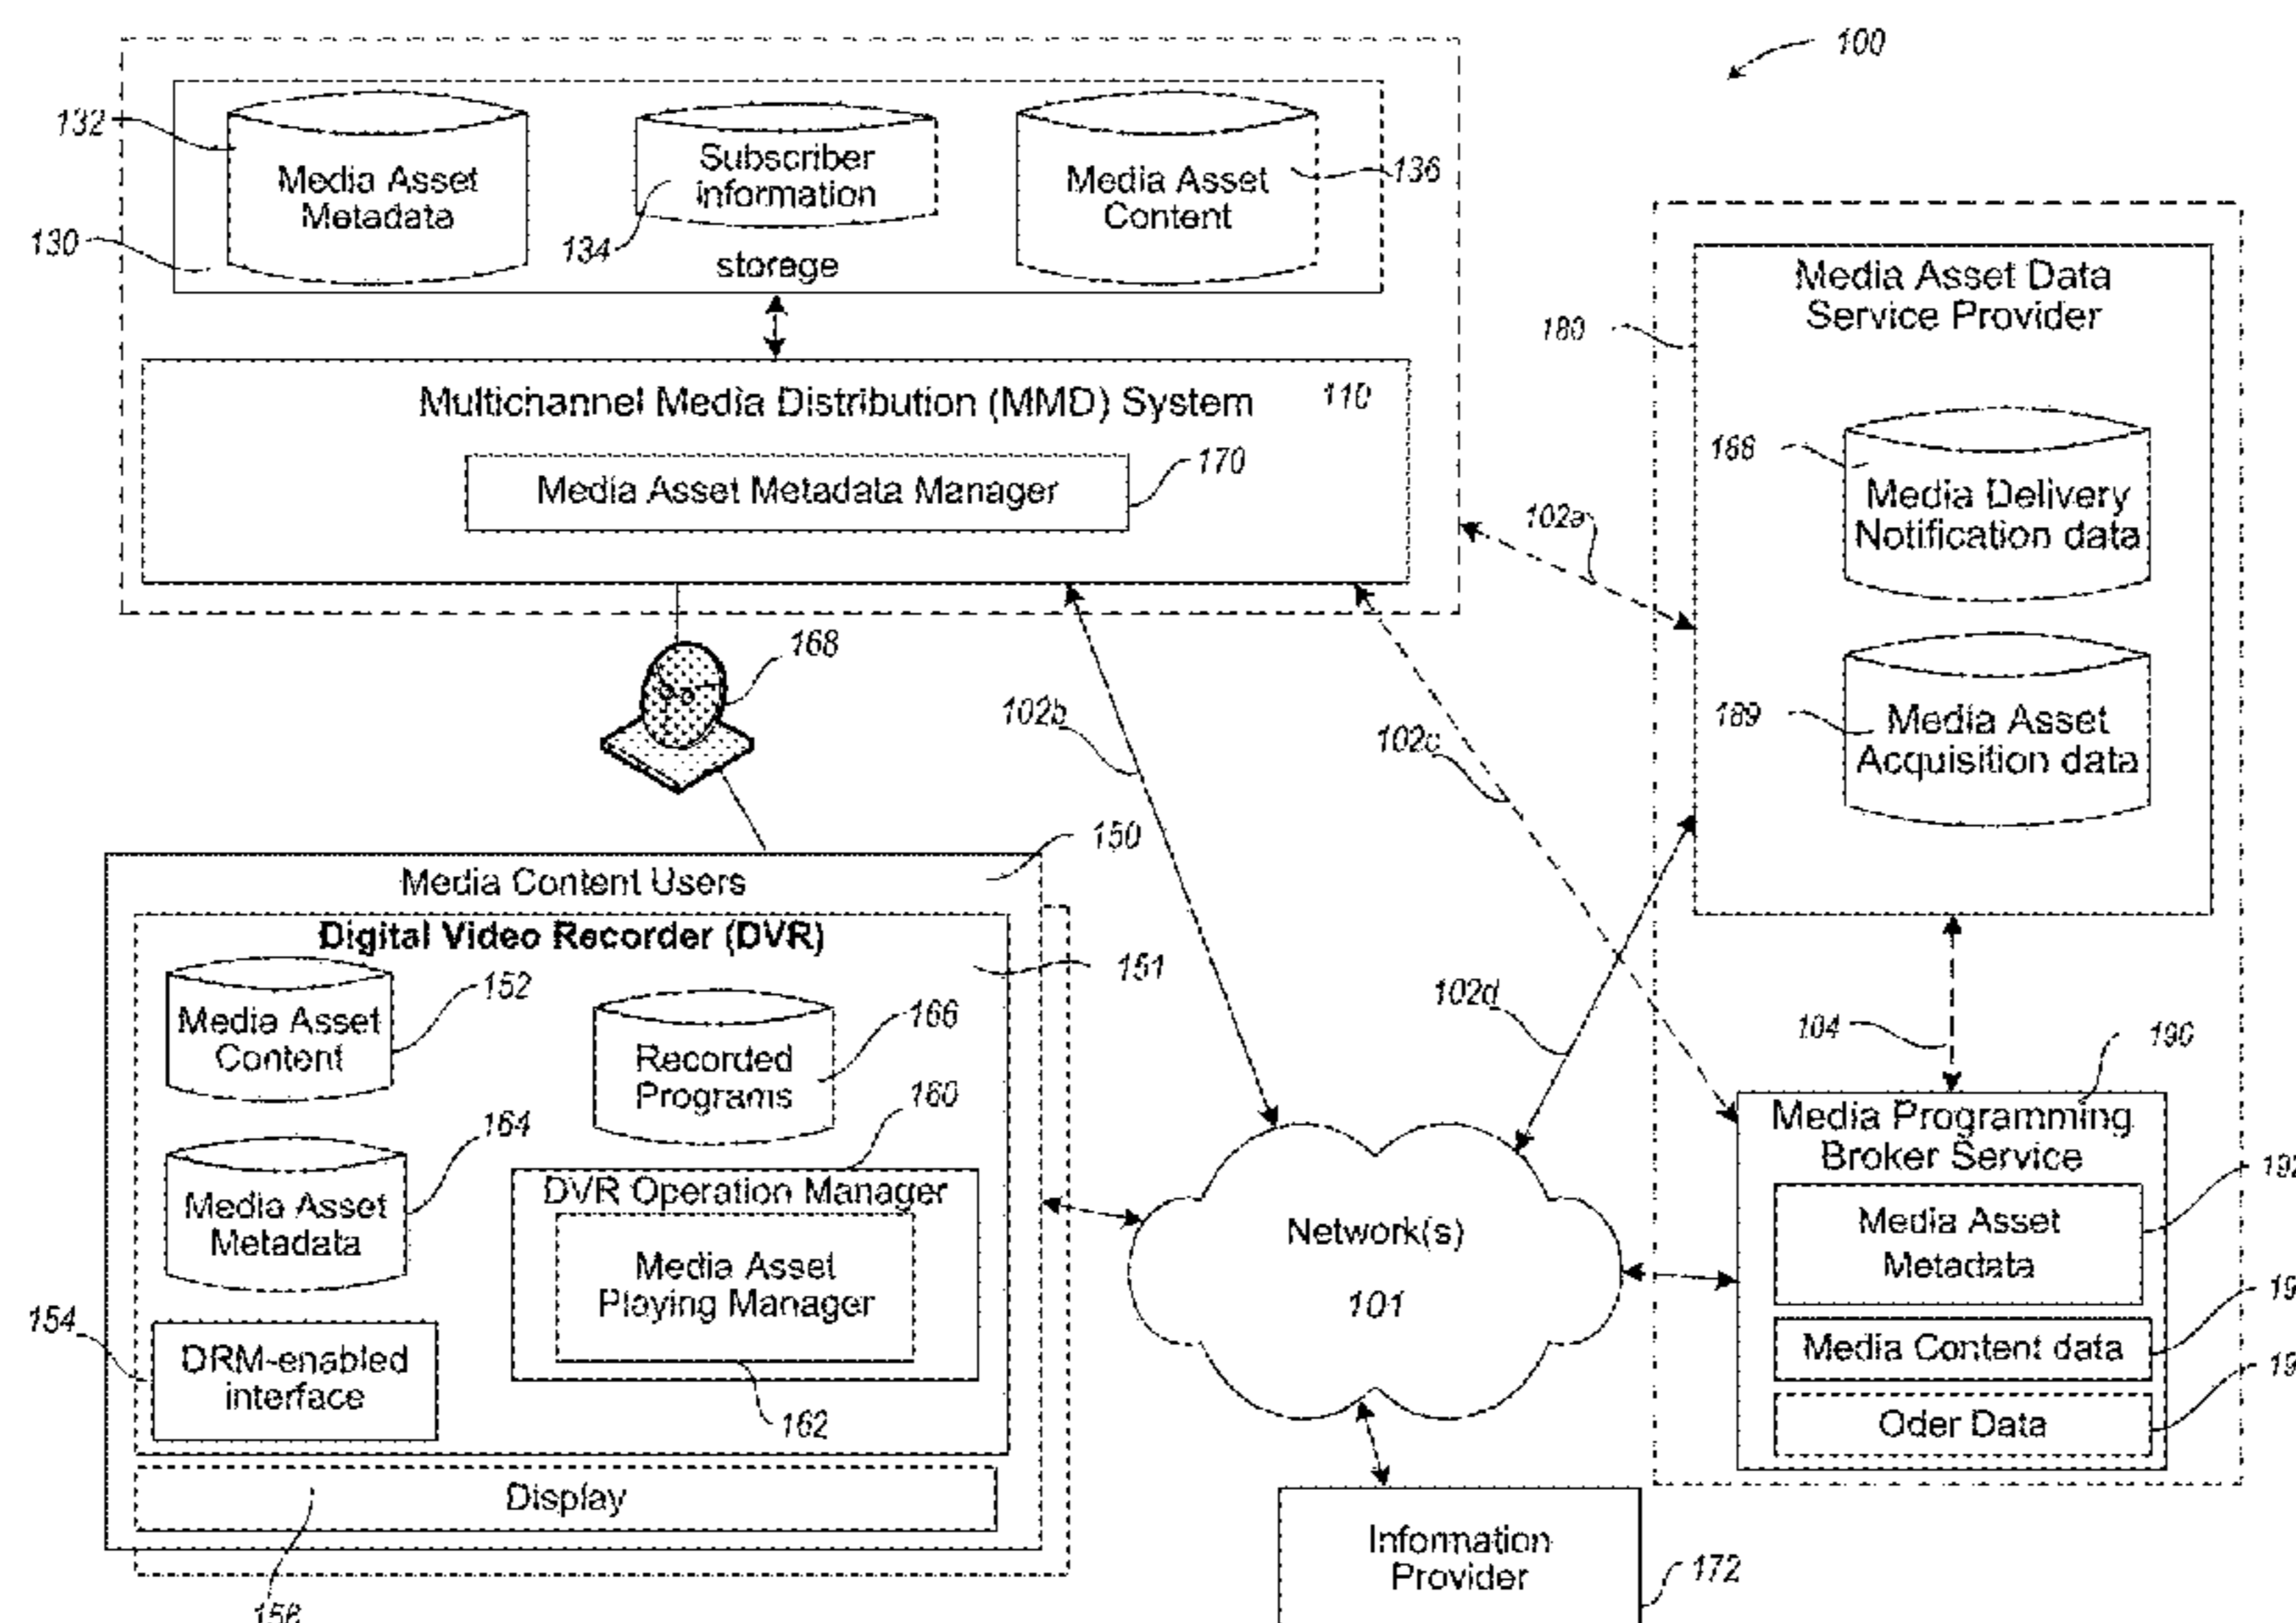 100
132
Media Asset
Metadata
Subscriber
information
134
storage
Media Asset
Content
136
130
Multichannel Media Distribution (MMD) System
110
Media Asset Metadata Manager
170
168
102a
102b
102c
102d
180
Media Asset Data
Service Provider
188
Media Delivery
Notification data
189
Media Asset
Acquisition data
104
190
Media Programming
Broker Service
Media Asset
Metadata
Media Content data
Oder Data
150
Media Content Users
Digital Video Recorder (DVR)
151
Media Asset
Content
152
Recorded
Programs
166
160
Media Asset
Metadata
164
DVR Operation Manager
Media Asset
Playing Manager
162
154
DRM-enabled
interface
Display
156
Network(s)
101
Information
Provider
172